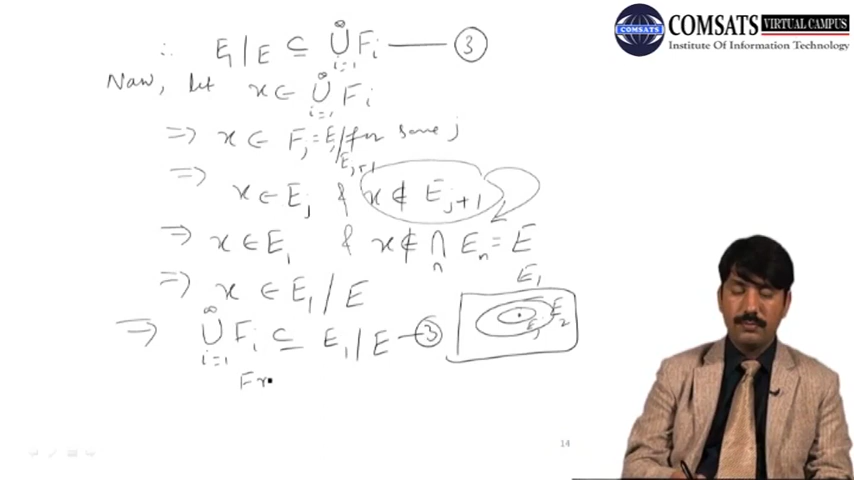 COMSATS VIRTUAL CAMPUS
Institute Of Information Technology
COMSATS
∴ E₁/E ⊆ ∞⋃i=1 Fᵢ —— ③
Now, let x ∈ ∞⋃i=1 Fᵢ
⇒ x ∈ Fⱼ = Eⱼ/Eⱼ₊₁ for some j
⇒ x ∈ Eⱼ & x ∉ Eⱼ₊₁
⇒ x ∈ E₁ & x ∉ ⋂n Eₙ = E
⇒ x ∈ E₁/E
E₁
E₂
⇒ ∞⋃i=1 Fᵢ ⊆ E₁/E — ③
Fr
14